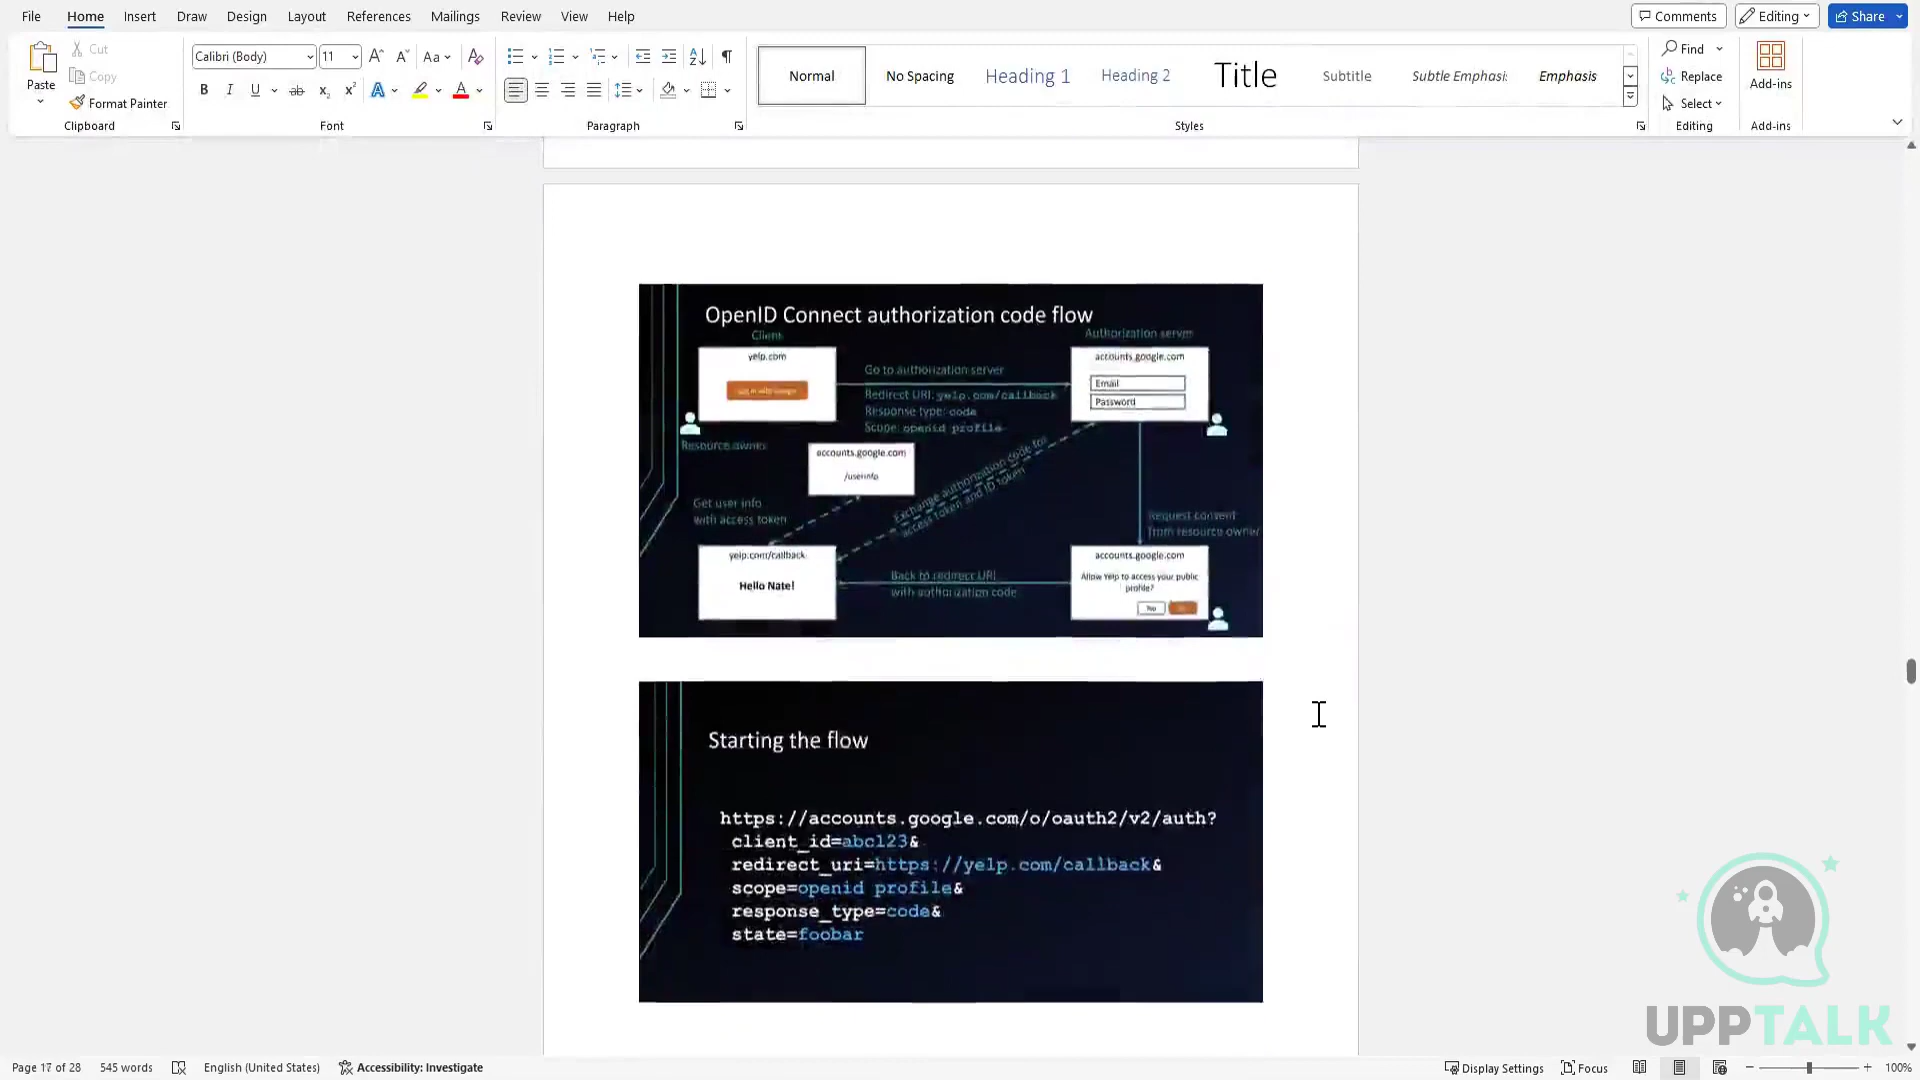 File Home Insert Draw Design Layout References Mailings Review View Help
Comments Editing Share
Paste
Cut
Copy
Format Painter
Clipboard
Calibri (Body) 11
Font
Paragraph
Normal No Spacing Heading 1 Heading 2 Title Subtitle Subtle Emphasi: Emphasis
Styles
Find
Replace
Select
Editing
Add-ins
Add-ins
OpenID Connect authorization code flow
Client
yelp.com
Log in with Google
Resource owner
Go to authorization server
Redirect URI: yelp.com/callback
Response type: code
Scope: openid profile
Authorization server
accounts.google.com
Email
Password
accounts.google.com
/userinfo
Get user info
with access token
Exchange authorization code for
access token and ID token
Request consent
from resource owner
yelp.com/callback
Hello Nate!
Back to redirect URI
with authorization code
accounts.google.com
Allow Yelp to access your public
profile?
Starting the flow
https://accounts.google.com/o/oauth2/v2/auth?
client_id=abc123&
redirect_uri=https://yelp.com/callback&
scope=openid profile&
response_type=code&
state=foobar
UPPTALK
Page 17 of 28 545 words English (United States) Accessibility: Investigate
Display Settings Focus 100%